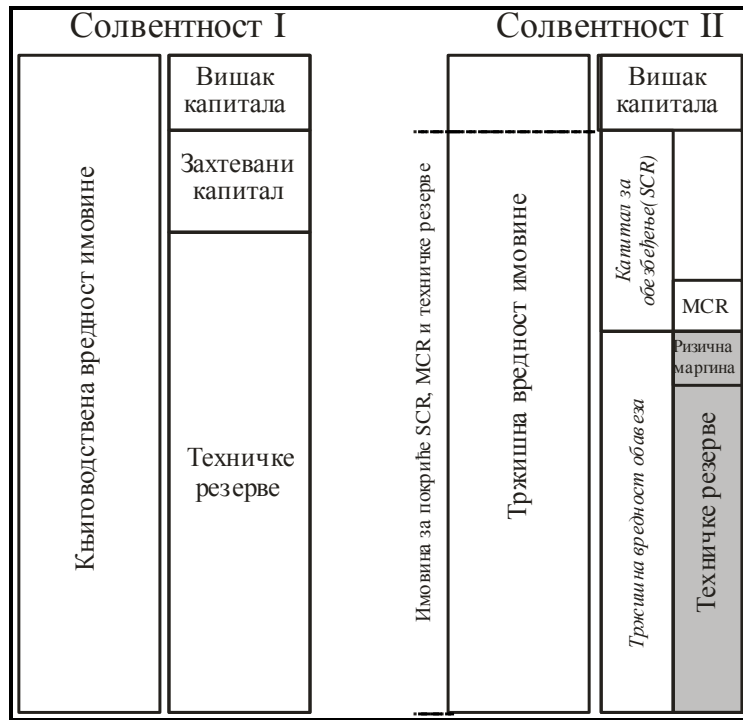 Солвентност I
Солвентност II
Књиговодствена вредност имовине
Вишак
капитала
Захтевани
капитал
Техничке
резерве
Имовина за покриће SCR, MCR и техничке резерве
Тржишна вредност имовине
Вишак
капитала
Капитал за
обезбеђење( SCR)
MCR
Ризична
маргина
Тржишна вредност обавеза
Техничке резерве